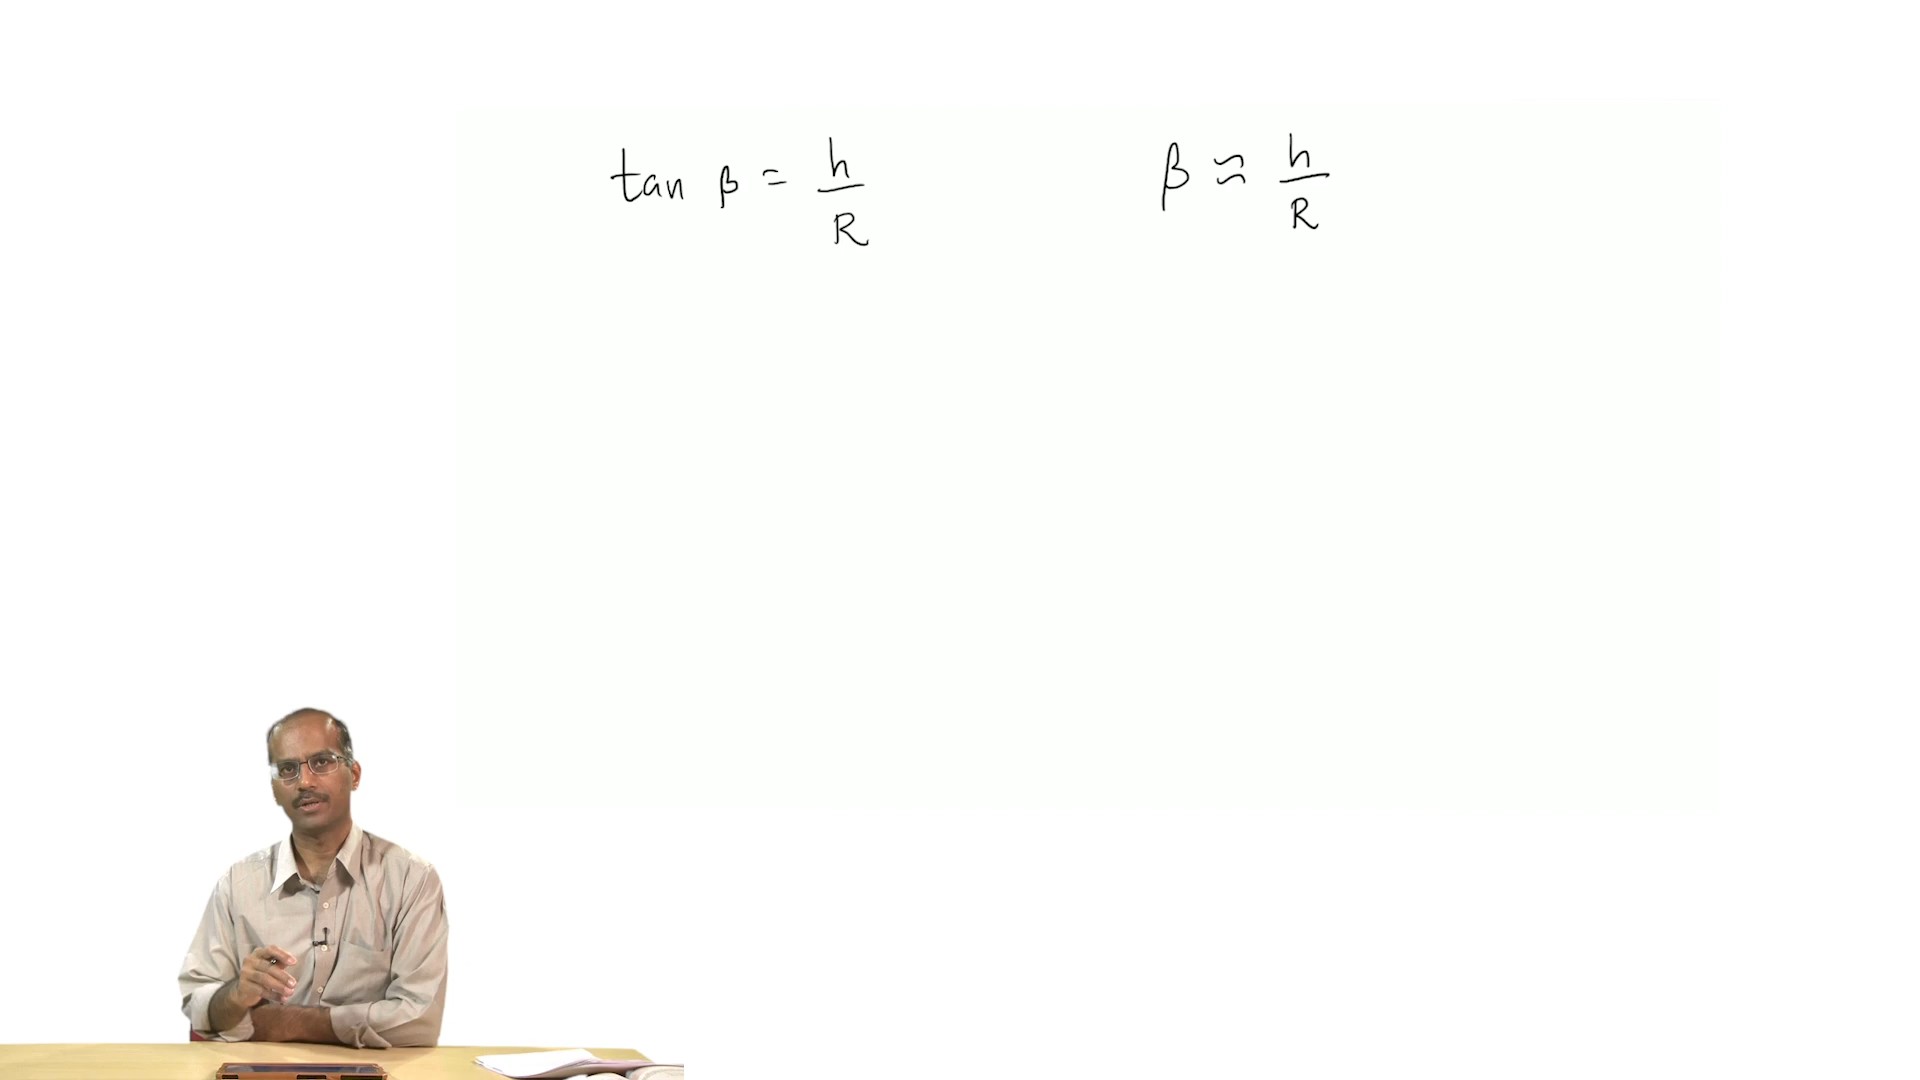 tan β = h/R
β ≈ h/R